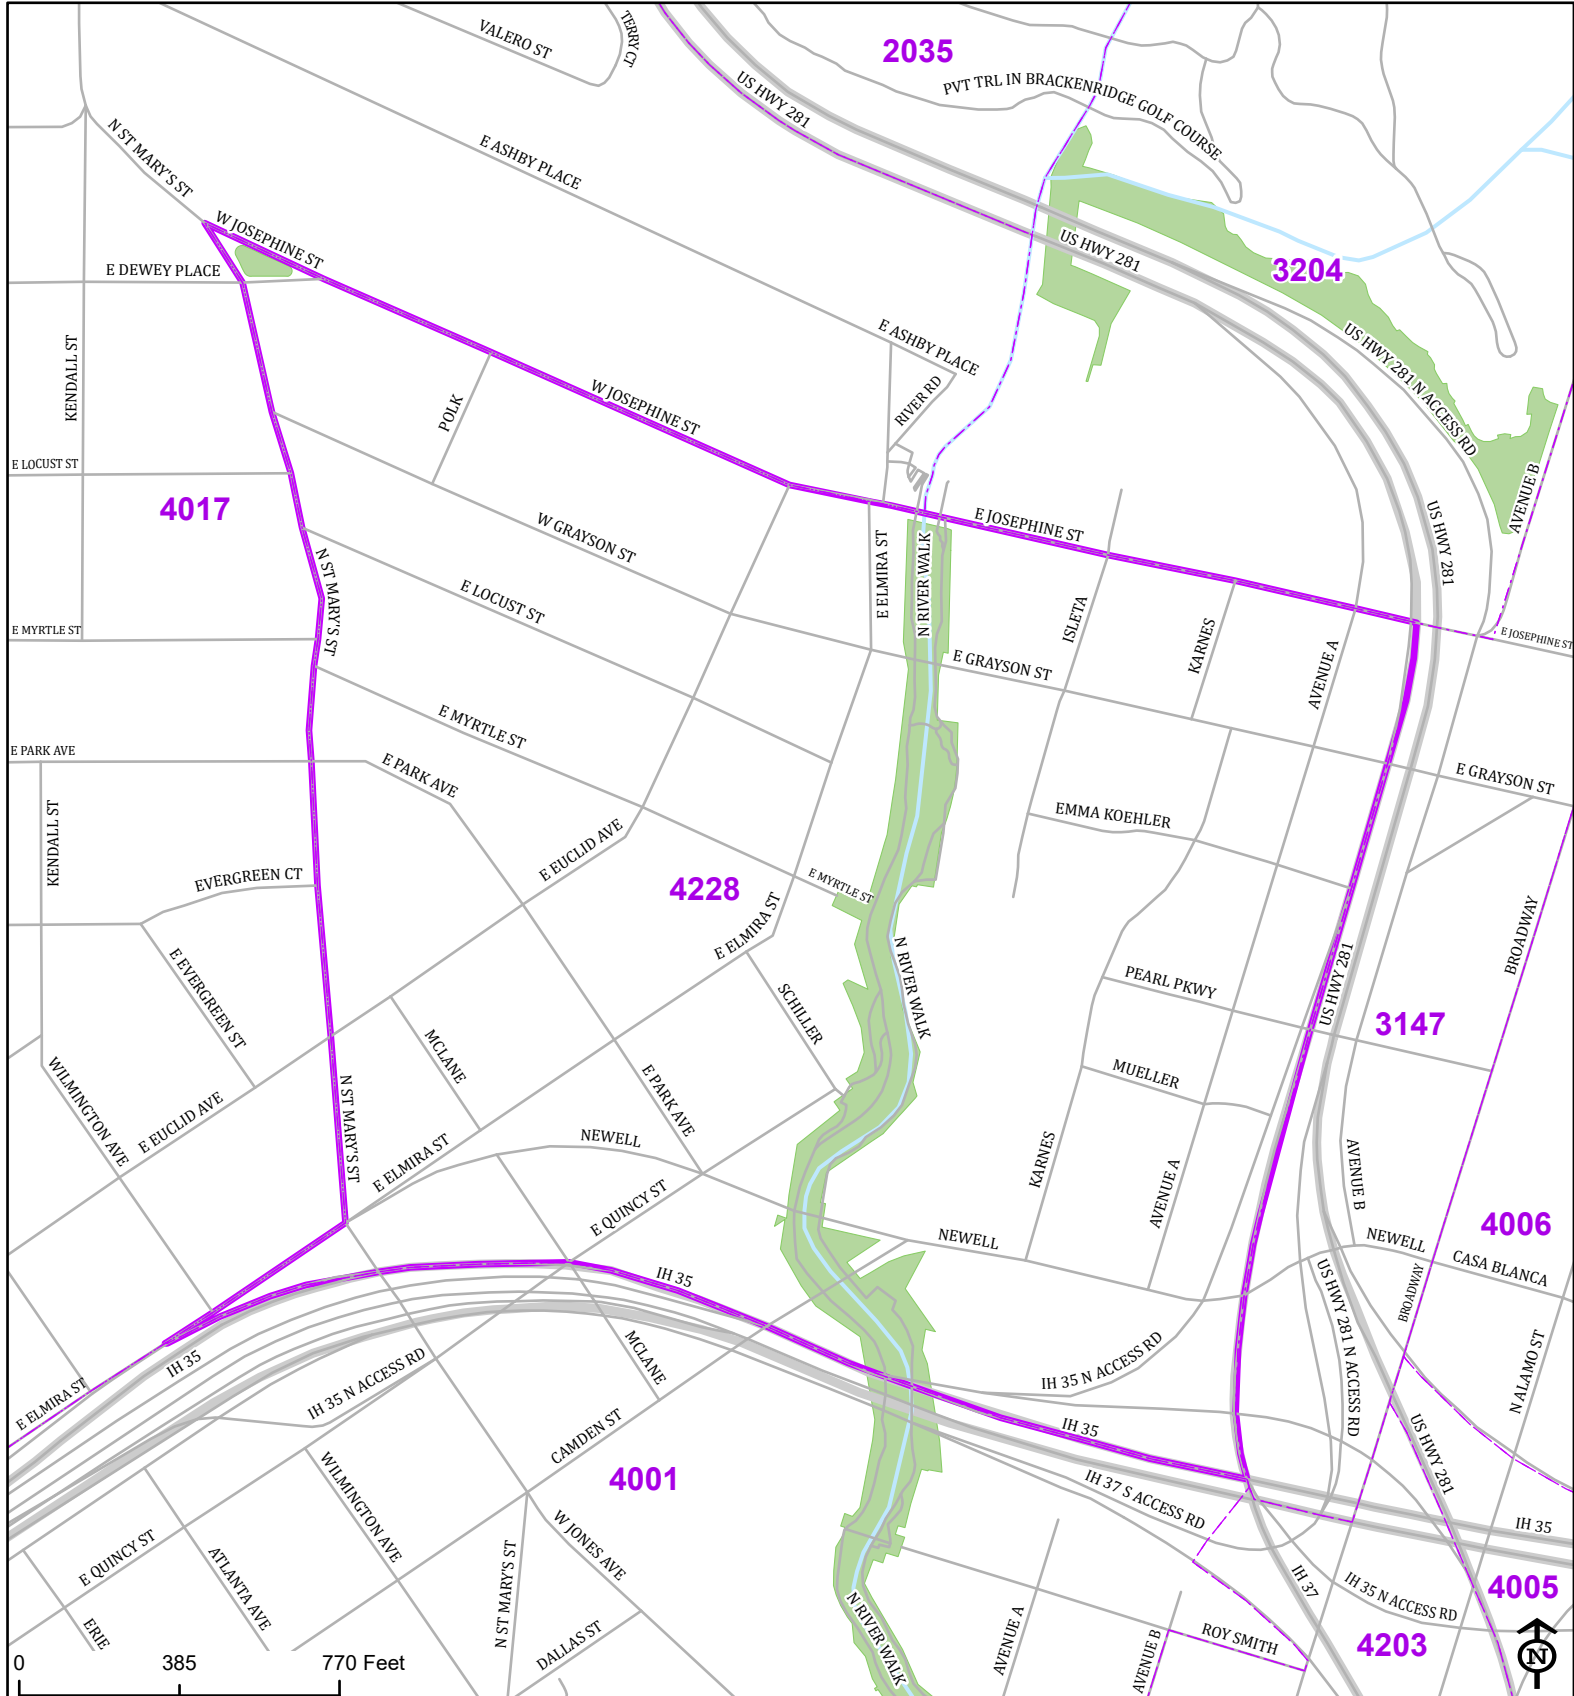 VALERO ST
TERRY CT
2035
US HWY 281
PVT TRL IN BRACKENRIDGE GOLF COURSE
N ST MARY'S ST
E ASHBY PLACE
W JOSEPHINE ST
US HWY 281
E DEWEY PLACE
3204
KENDALL ST
E ASHBY PLACE
US HWY 281 N ACCESS RD
POLK
W JOSEPHINE ST
RIVER RD
E LOCUST ST
4017
AVENUE B
W GRAYSON ST
E JOSEPHINE ST
US HWY 281
N ST MARY'S ST
E LOCUST ST
E ELMIRA ST
N RIVER WALK
ISLETA
E MYRTLE ST
KARNES
E JOSEPHINE ST
E GRAYSON ST
AVENUE A
E MYRTLE ST
E PARK AVE
E PARK AVE
E GRAYSON ST
KENDALL ST
EMMA KOEHLER
E EUCLID AVE
EVERGREEN CT
4228
E MYRTLE ST
BROADWAY
E ELMIRA ST
E EVERGREEN ST
N RIVER WALK
US HWY 281
PEARL PKWY
SCHILLER
3147
MCLANE
WILMINGTON AVE
MUELLER
E PARK AVE
E EUCLID AVE
N ST MARY'S ST
NEWELL
E ELMIRA ST
KARNES
AVENUE A
AVENUE B
E QUINCY ST
4006
NEWELL
NEWELL
CASA BLANCA
IH 35
US HWY 281 N ACCESS RD
BROADWAY
IH 35
MCLANE
IH 35 N ACCESS RD
IH 35 N ACCESS RD
N ALAMO ST
E ELMIRA ST
CAMDEN ST
IH 35
US HWY 281
4001
WILMINGTON AVE
IH 37 S ACCESS RD
IH 35
W JONES AVE
E QUINCY ST
ATLANTA AVE
N ST MARY'S ST
IH 37
IH 35 N ACCESS RD
4005
ERIE
N RIVER WALK
AVENUE A
AVENUE B
ROY SMITH
4203
DALLAS ST
N
0 385 770 Feet